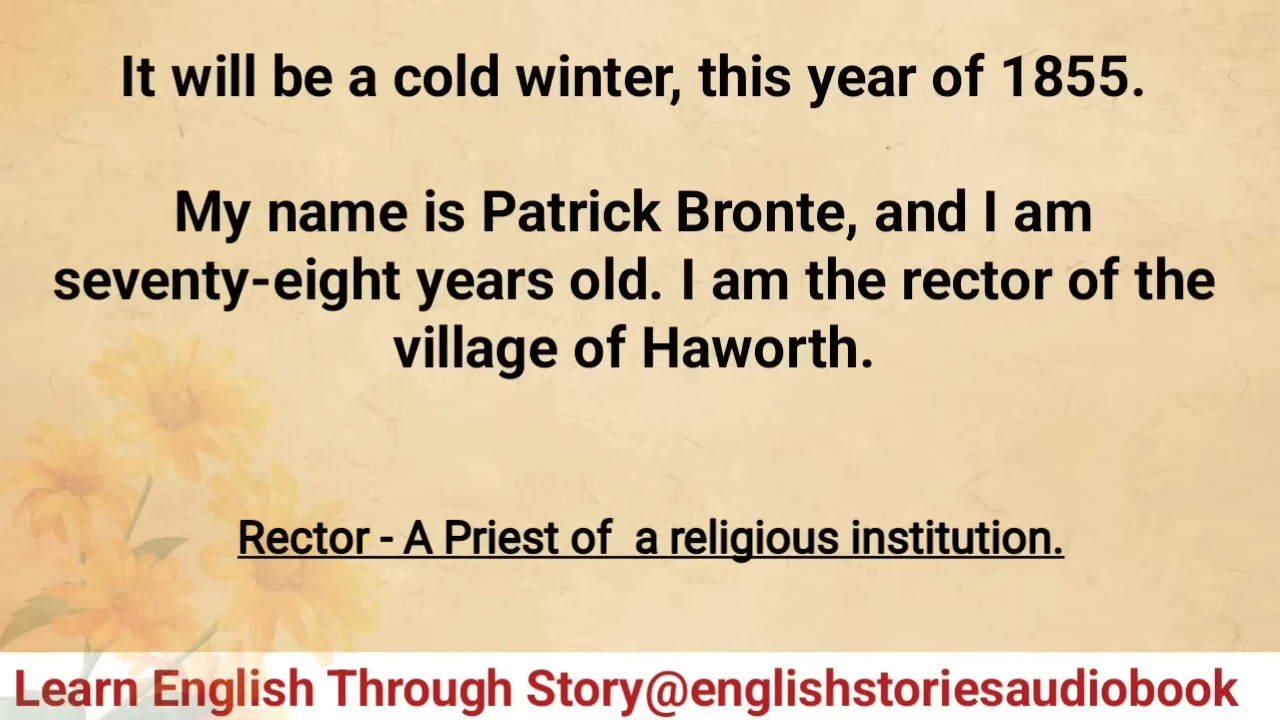 It will be a cold winter, this year of 1855.
My name is Patrick Bronte, and I am
seventy-eight years old. I am the rector of the
village of Haworth.
Rector - A Priest of  a religious institution.
Learn English Through Story@englishstoriesaudiobook